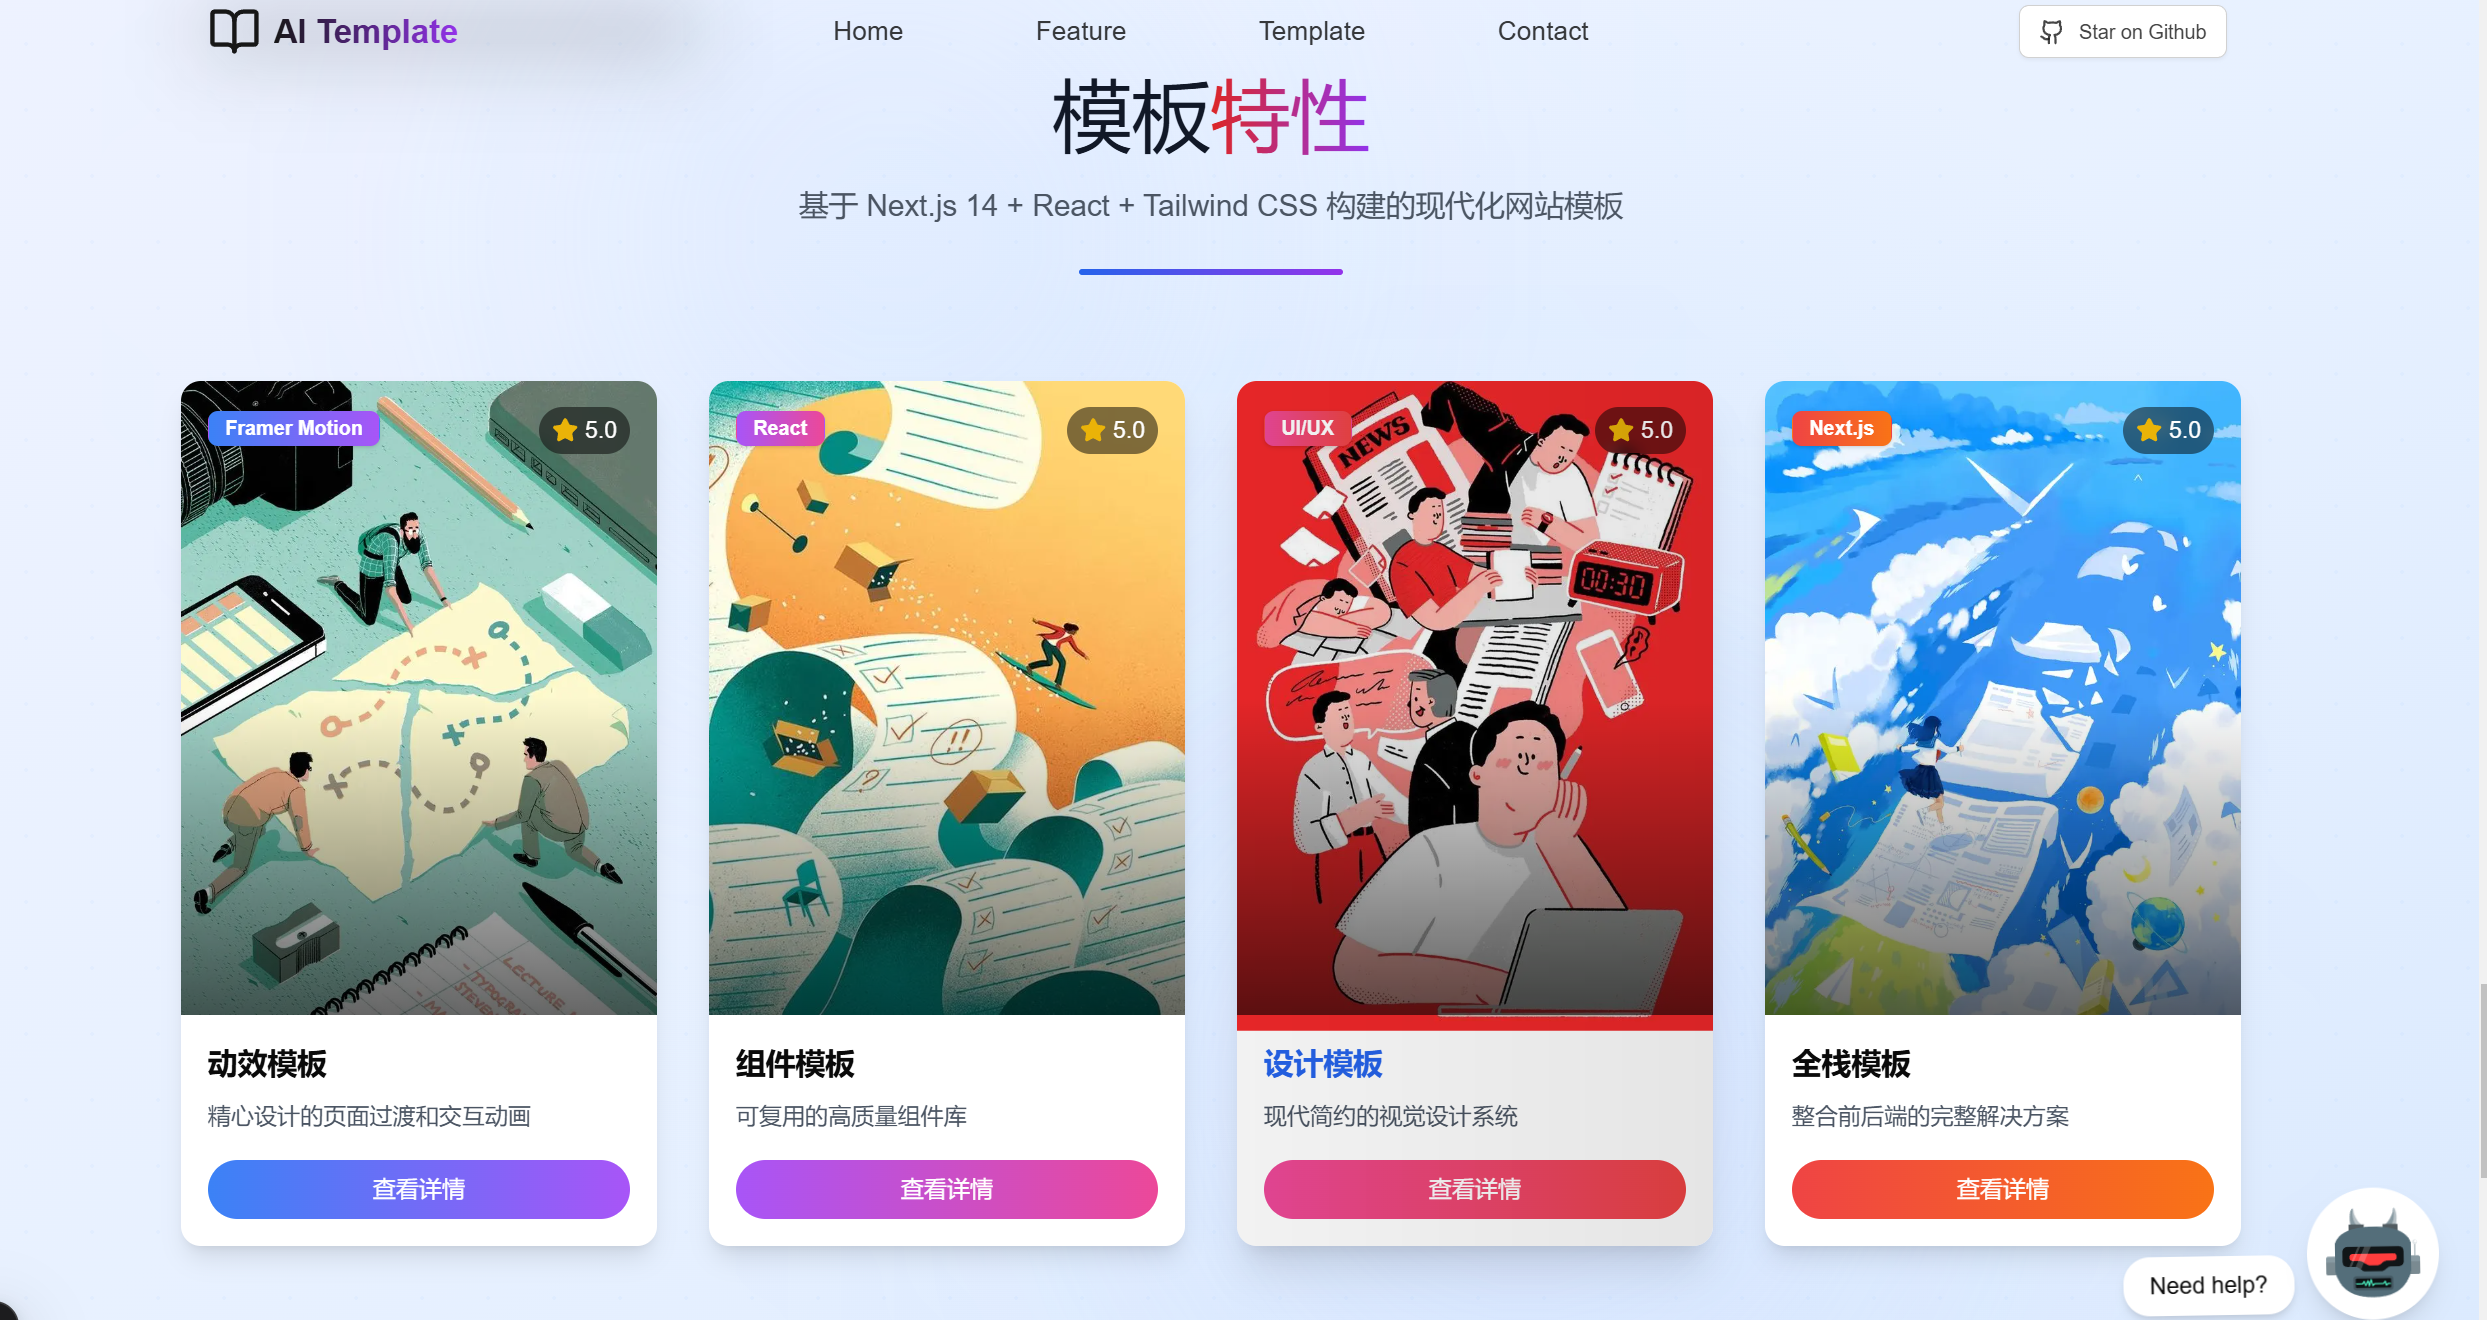 AI Template
Home
Feature
Template
Contact
Star on Github
模板特性
基于 Next.js 14 + React + Tailwind CSS 构建的现代化网站模板
Framer Motion
5.0
React
5.0
UI/UX
5.0
Next.js
5.0
NEWS
00:30
LECTURE
- TYPOGRA
STEVE
动效模板
精心设计的页面过渡和交互动画
查看详情
组件模板
可复用的高质量组件库
查看详情
设计模板
现代简约的视觉设计系统
查看详情
全栈模板
整合前后端的完整解决方案
查看详情
Need help?